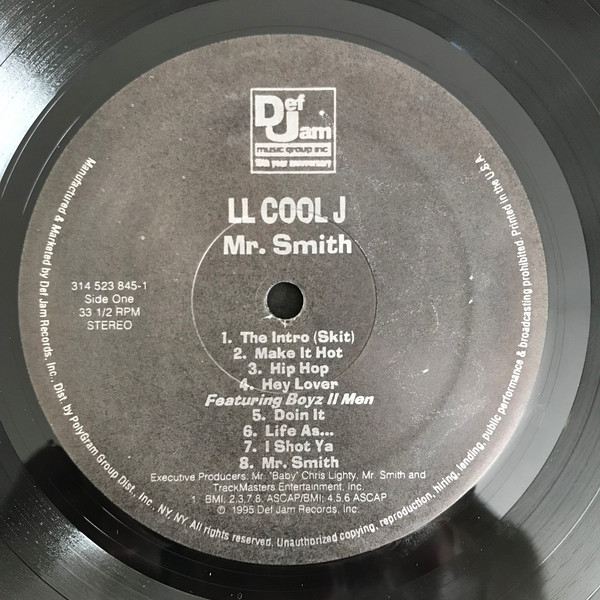 Def
Jam
music group inc
10th year anniversary
LL COOL J
Mr. Smith
314 523 845-1
Side One
33 1/2 RPM
STEREO
1. The Intro (Skit)
2. Make It Hot
3. Hip Hop
4. Hey Lover
Featuring Boyz II Men
5. Doin It
6. Life As...
7. I Shot Ya
8. Mr. Smith
Executive Producers: Mr. "Baby" Chris Lighty, Mr. Smith and
TrackMasters Entertainment, Inc.
1 BMI; 2,3,7,8, ASCAP/BMI; 4,5,6 ASCAP
℗ 1995 Def Jam Records, Inc.
Manufactured & Marketed by Def Jam Records, Inc., Dist. by PolyGram Group Dist., Inc., NY, NY. All rights reserved. Unauthorized copying, reproduction, hiring, lending, public performance & broadcasting prohibited. Printed in the U.S.A.